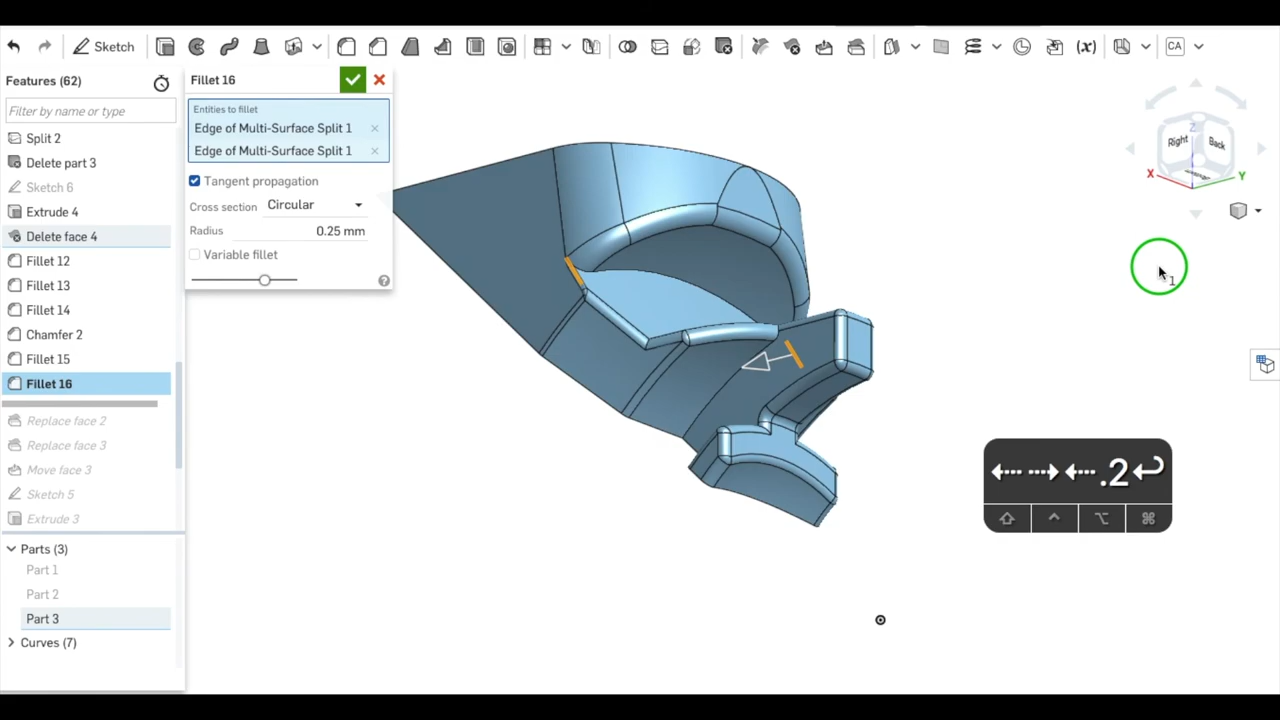 Sketch
(x)
CA
Features (62)
Filter by name or type
Split 2
Delete part 3
Sketch 6
Extrude 4
Delete face 4
Fillet 12
Fillet 13
Fillet 14
Chamfer 2
Fillet 15
Fillet 16
Replace face 2
Replace face 3
Move face 3
Sketch 5
Extrude 3
Parts (3)
Part 1
Part 2
Part 3
Curves (7)
Fillet 16
Entities to fillet
Edge of Multi-Surface Split 1
Edge of Multi-Surface Split 1
Tangent propagation
Cross section Circular
Radius 0.25 mm
Variable fillet
Z
Right
Back
X
Y
1
.2